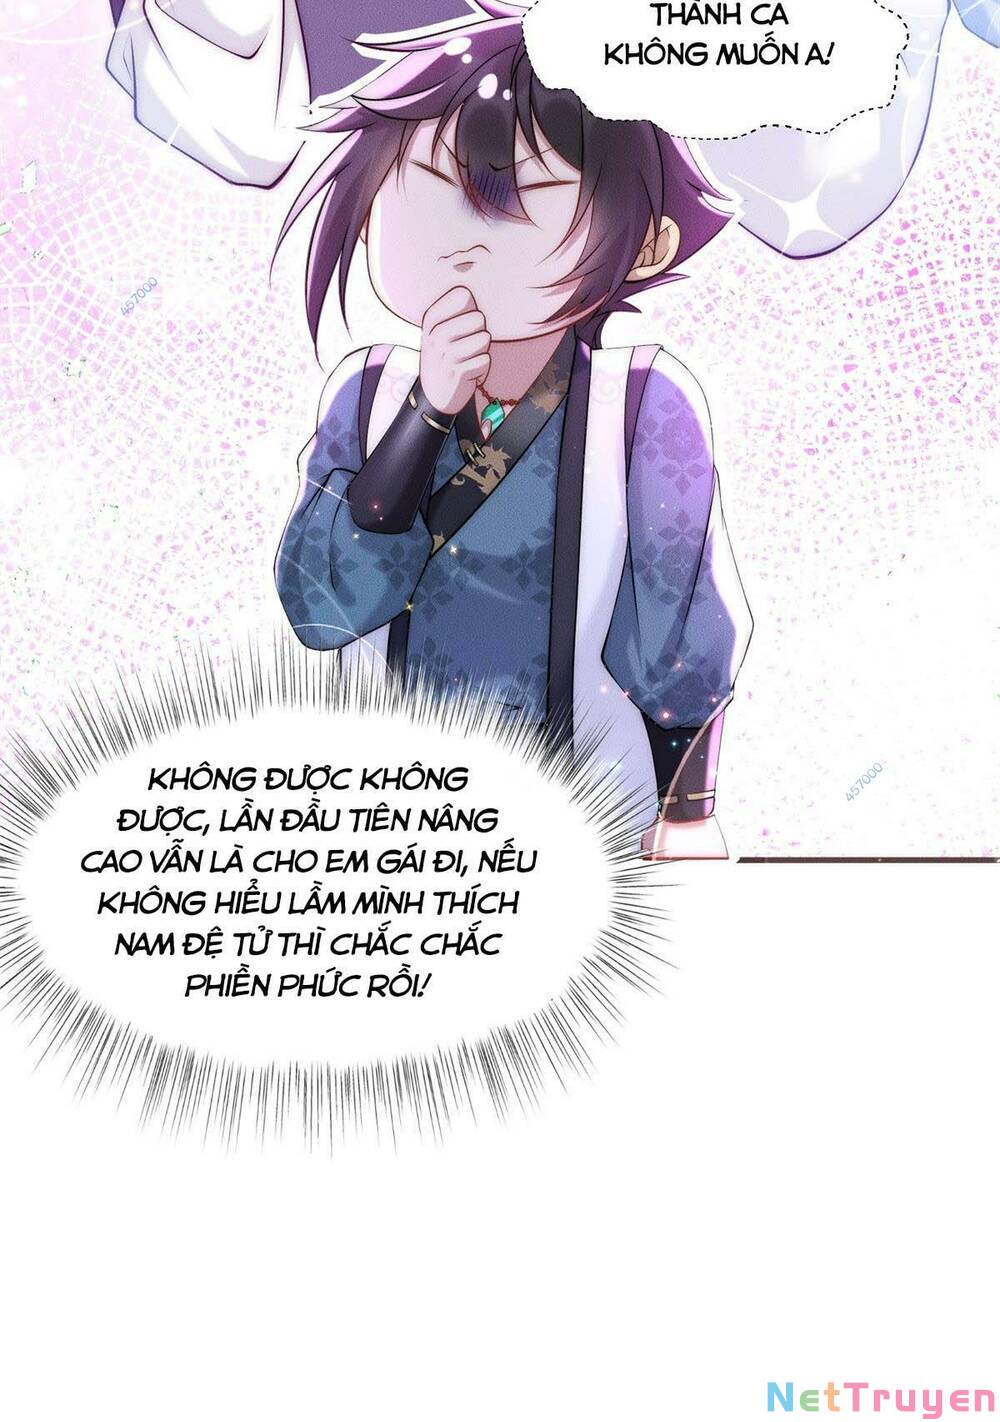 THÀNH CA
KHÔNG MUỐN A!
457000
457000
KHÔNG ĐƯỢC KHÔNG
ĐƯỢC, LẦN ĐẦU TIÊN NÂNG
CAO VẪN LÀ CHO EM GÁI ĐI, NẾU
KHÔNG HIỂU LẦM MÌNH THÍCH
NAM ĐỆ TỬ THÌ CHẮC CHẮC
PHIỀN PHỨC RỒI!
NetTruyen